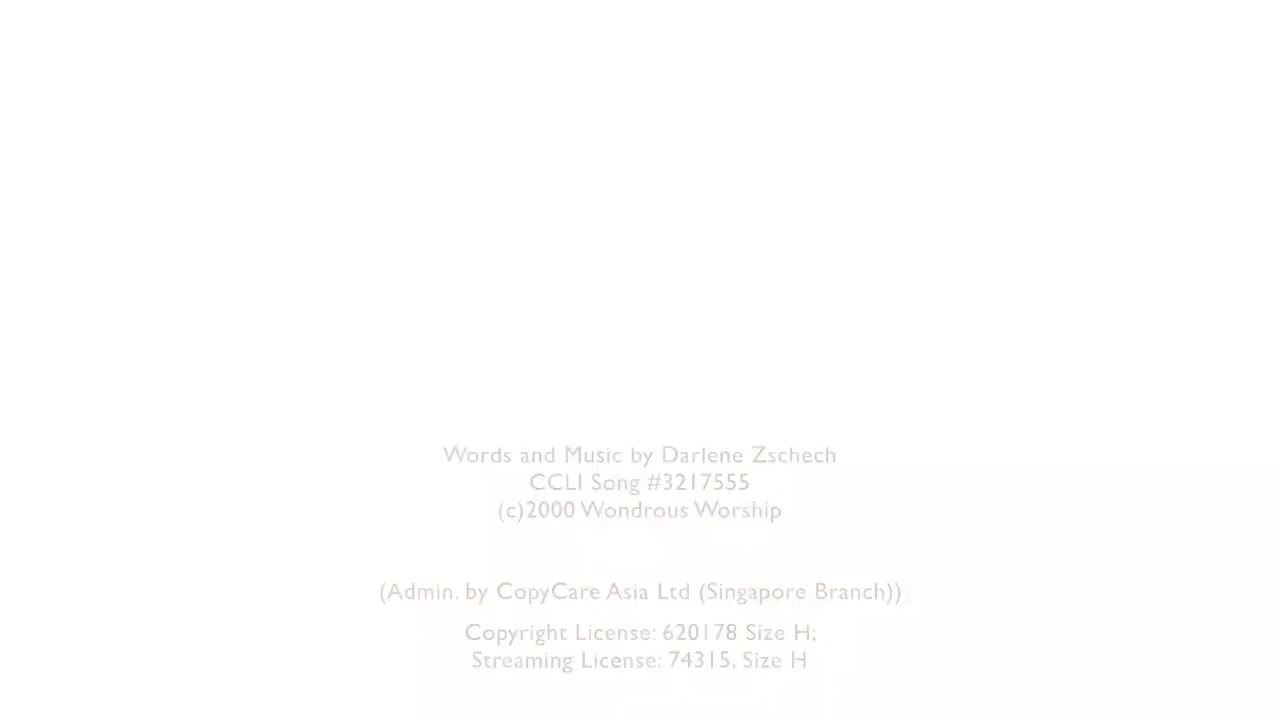 Words and Music by Darlene Zschech
CCLI Song #3217555
(c)2000 Wondrous Worship
(Admin. by CopyCare Asia Ltd (Singapore Branch))
Copyright License: 620178 Size H;
Streaming License: 74315, Size H